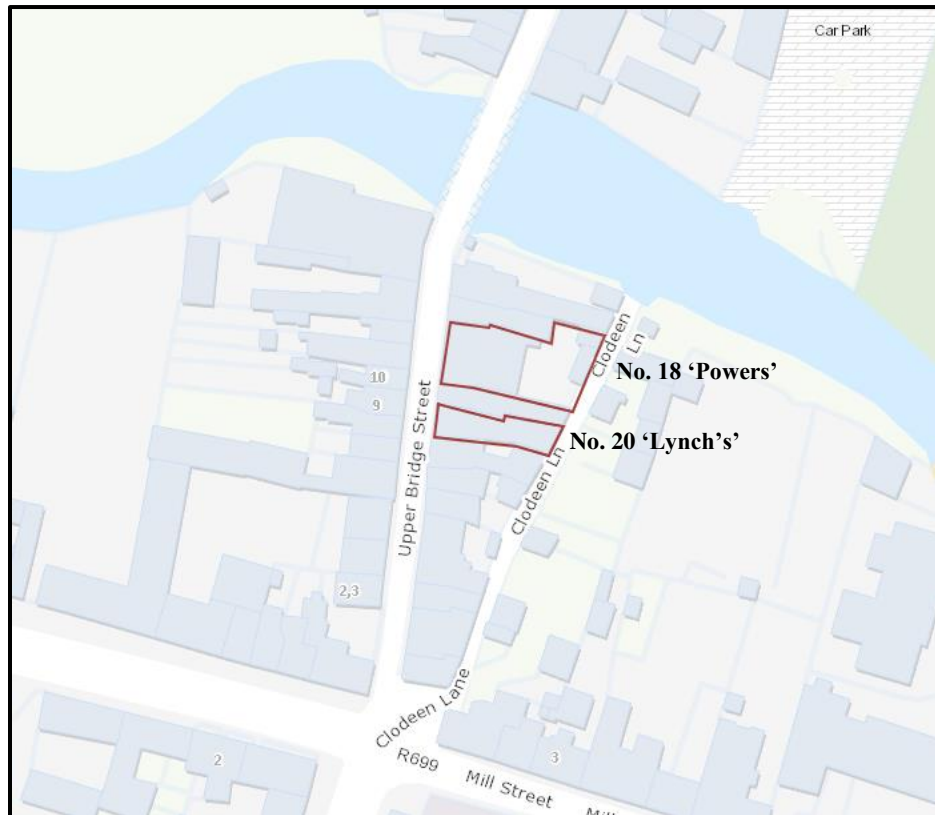 Car Park
Clodeen
Ln
No. 18 ‘Powers’
10
9
No. 20 ‘Lynch’s’
Upper Bridge Street
Clodeen Ln
2,3
Clodeen Lane
R699
Mill Street
2
3